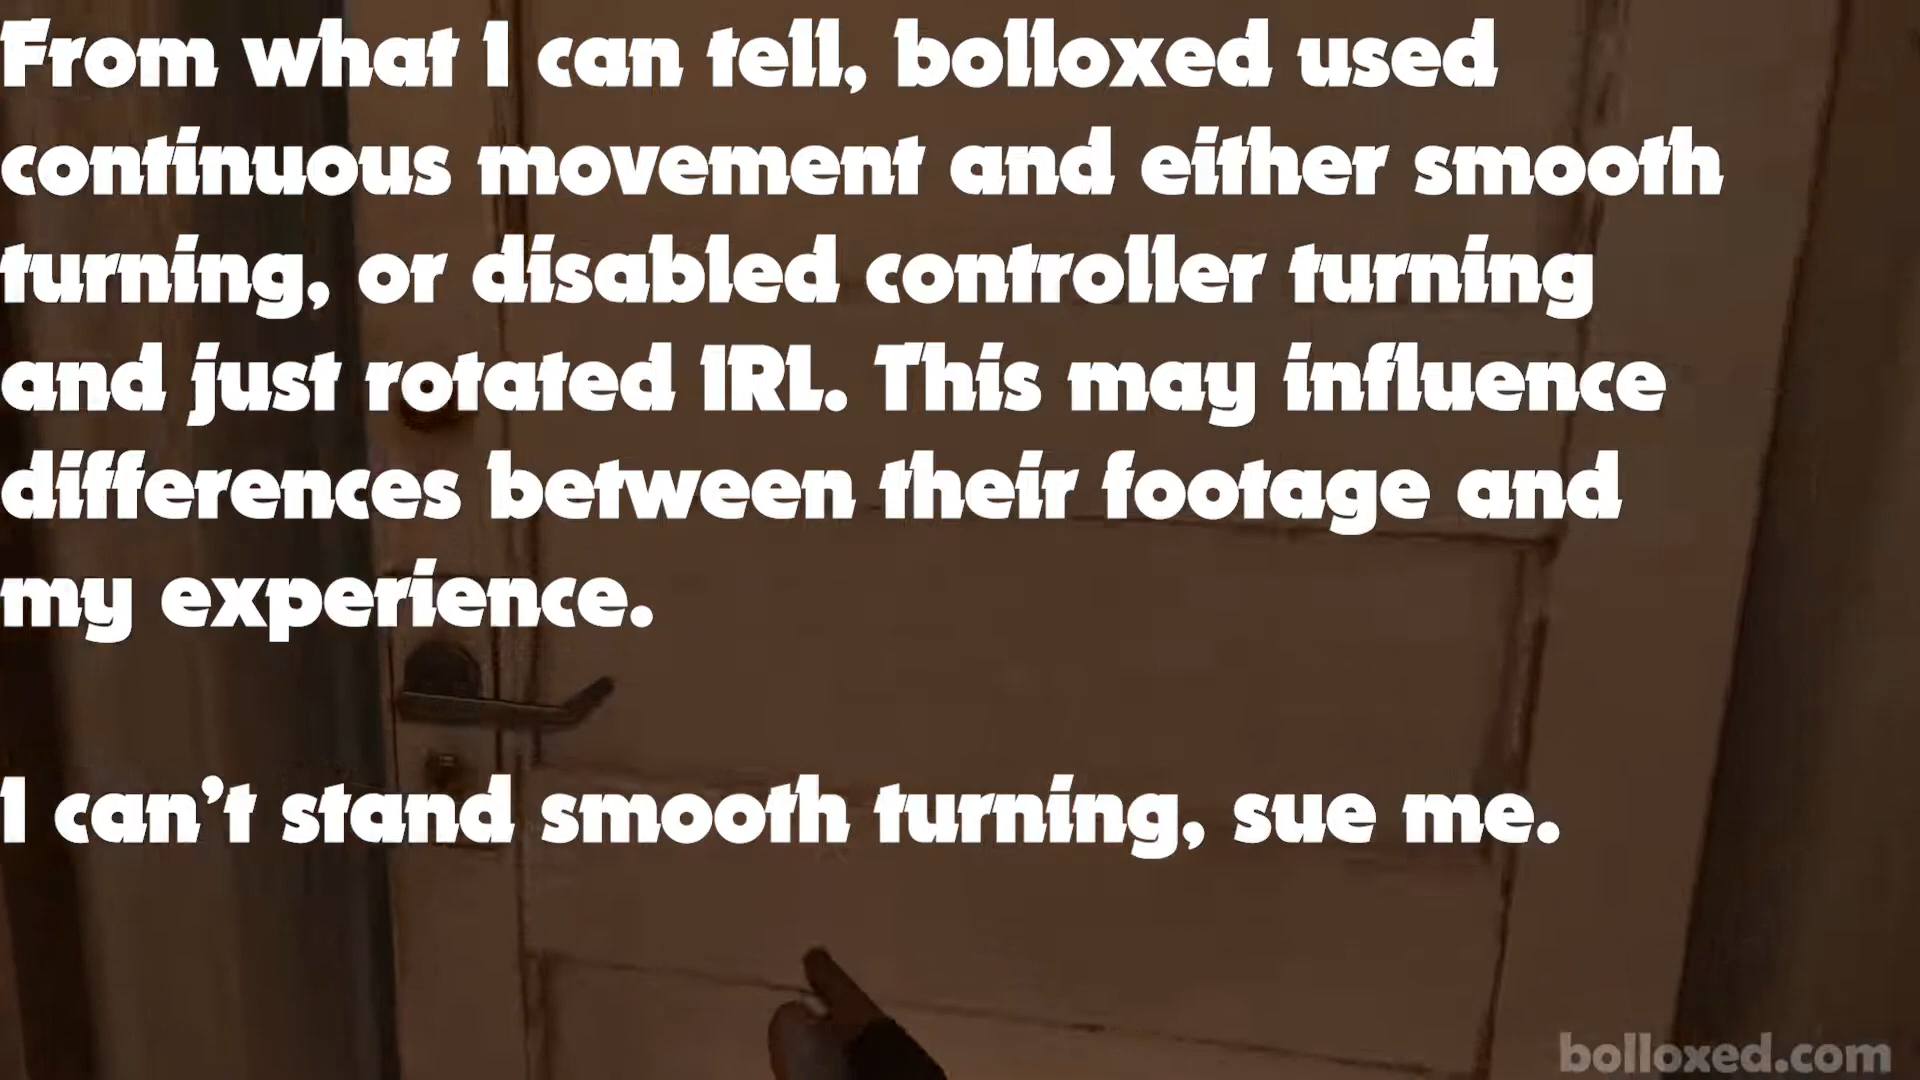 From what I can tell, bolloxed used
continuous movement and either smooth
turning, or disabled controller turning
and just rotated IRL. This may influence
differences between their footage and
my experience.
I can't stand smooth turning, sue me.
bolloxed.com